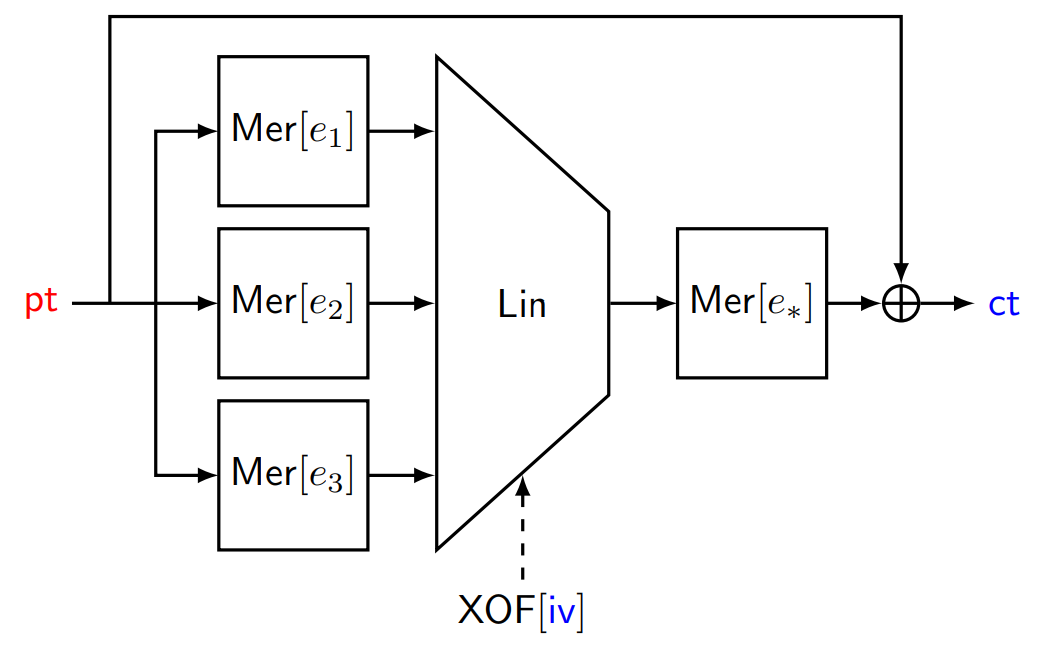 Mer[e₁]
pt
Mer[e₂]
Lin
Mer[e∗]
ct
Mer[e₃]
XOF[iv]